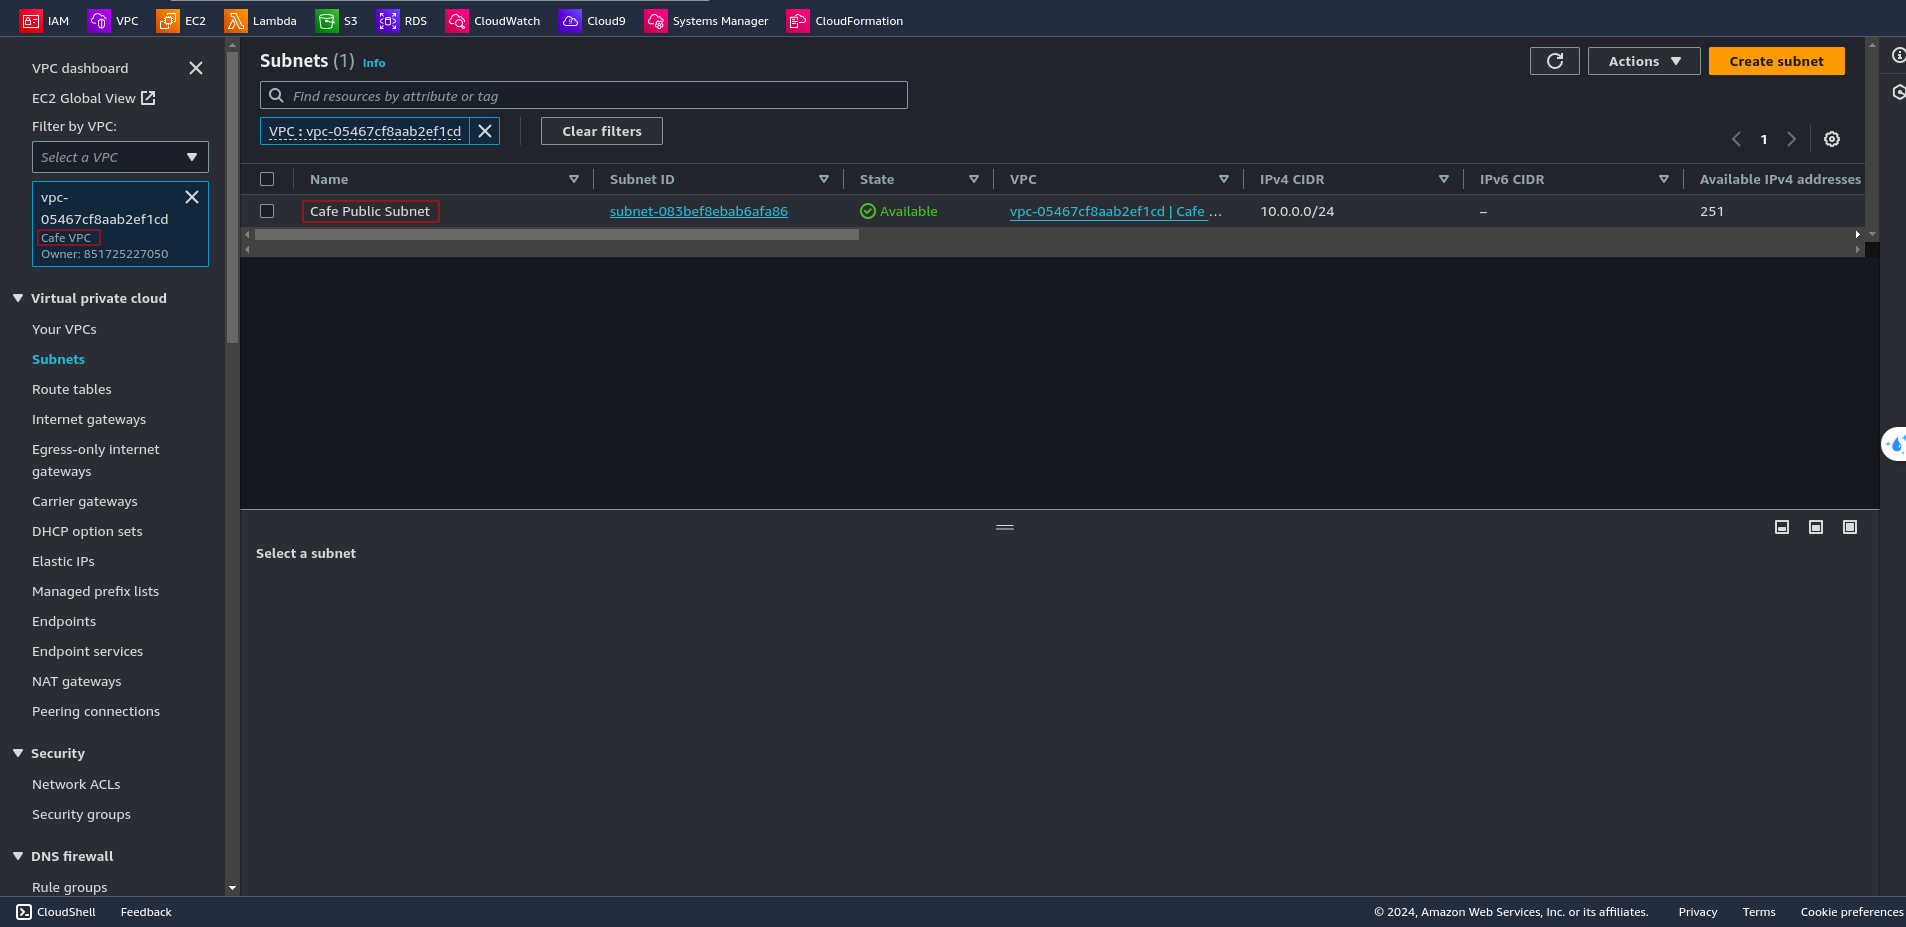 IAM VPC EC2 Lambda S3 RDS CloudWatch Cloud9 Systems Manager CloudFormation
VPC dashboard
EC2 Global View
Filter by VPC:
Select a VPC
vpc-
05467cf8aab2ef1cd
Cafe VPC
Owner: 851725227050
Virtual private cloud
Your VPCs
Subnets
Route tables
Internet gateways
Egress-only internet
gateways
Carrier gateways
DHCP option sets
Elastic IPs
Managed prefix lists
Endpoints
Endpoint services
NAT gateways
Peering connections
Security
Network ACLs
Security groups
DNS firewall
Rule groups
Subnets (1) Info
Actions Create subnet
Find resources by attribute or tag
VPC : vpc-05467cf8aab2ef1cd Clear filters
1
Name Subnet ID State VPC IPv4 CIDR IPv6 CIDR Available IPv4 addresses
Cafe Public Subnet subnet-083bef8ebab6afa86 Available vpc-05467cf8aab2ef1cd | Cafe … 10.0.0.0/24 – 251
Select a subnet
CloudShell Feedback © 2024, Amazon Web Services, Inc. or its affiliates. Privacy Terms Cookie preferences